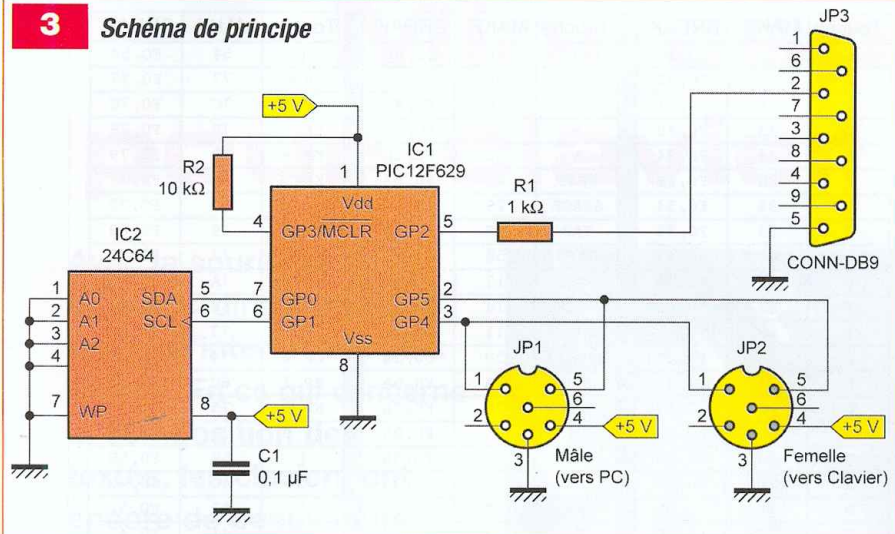 3 Schéma de principe
JP3
1
6
2
7
3
8
4
9
5
CONN-DB9
+5 V
R2
10 kΩ
IC1
PIC12F629
1
Vdd
4 GP3/MCLR GP2 5
R1
1 kΩ
IC2
24C64
1 A0 SDA 5 7 GP0 GP5 2
2 A1 SCL 6 6 GP1 GP4 3
3 A2
4
Vss
8
7 WP 8 +5 V
C1
0,1 µF
JP1
1 5
6
2 4 +5 V
3
Mâle
(vers PC)
JP2
1 5
6
2 4 +5 V
3
Femelle
(vers Clavier)